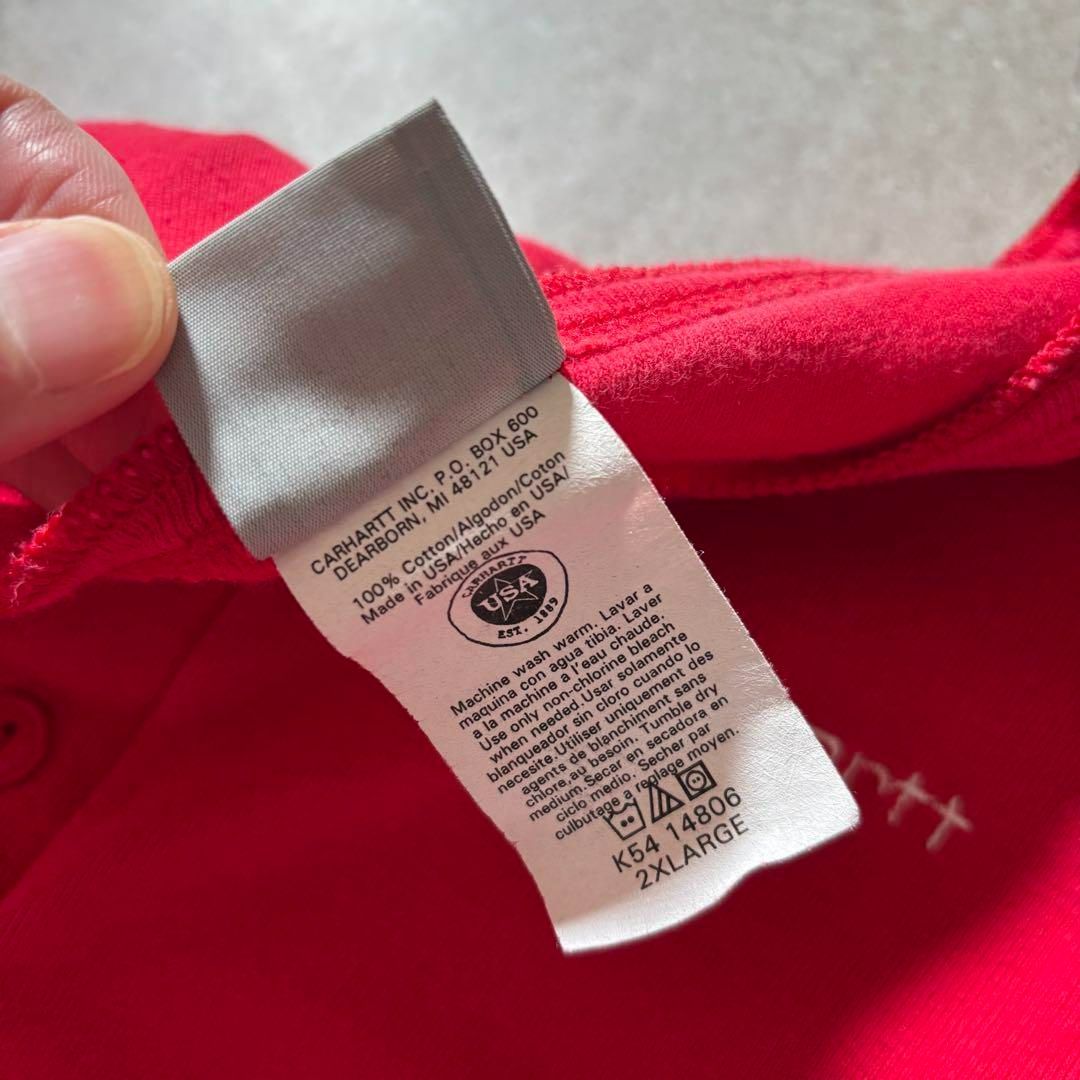 CARHARTT INC. P.O. BOX 600
DEARBORN, MI 48121 USA
100% Cotton/Algodon/Coton
Made in USA/Hecho en USA/
Fabrique aux USA
CARHARTT
USA
EST. 1889
Machine wash warm. Lavar a
maquina con agua tibia. Laver
a la machine a l'eau chaude,
Use only non-chlorine bleach
when needed.Usar solamente
blanqueador sin cloro cuando lo
necesite.Utiliser uniquement des
agents de blanchiment sans
chlore,au besoin. Tumble dry
medium.Secar en secadora en
ciclo medio. Secher par
culbutage a reglage moyen.
K54 14806
2XLARGE